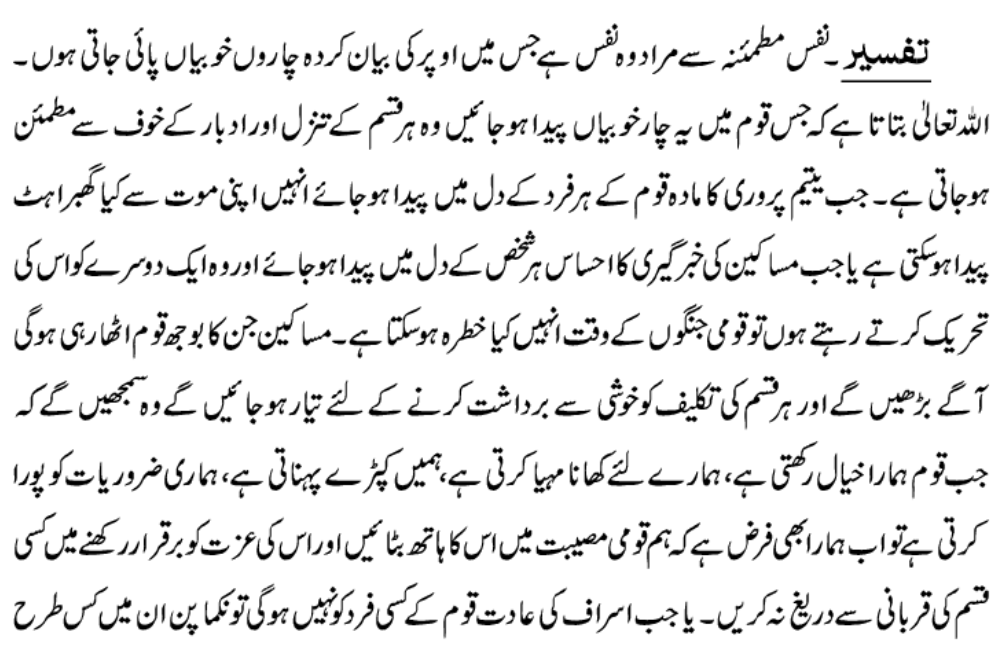 تفسیر۔ نفس مطمئنہ سے مراد وہ نفس ہے جس میں اوپر کی بیان کردہ چاروں خوبیاں پائی جاتی ہوں۔
اللہ تعالیٰ بتاتا ہے کہ جس قوم میں یہ چار خوبیاں پیدا ہو جائیں وہ ہر قسم کے تنزل اور ادبار کے خوف سے مطمئن
ہو جاتی ہے۔ جب یتیم پروری کا مادہ قوم کے ہر فرد کے دل میں پیدا ہو جائے انہیں اپنی موت سے کیا گھبراہٹ
پیدا ہو سکتی ہے یا جب مساکین کی خبر گیری کا احساس ہر شخص کے دل میں پیدا ہو جائے اور وہ ایک دوسرے کو اس کی
تحریک کرتے رہتے ہوں تو قومی جنگوں کے وقت انہیں کیا خطرہ ہو سکتا ہے۔ مساکین جن کا بوجھ قوم اٹھا رہی ہوگی
آگے بڑھیں گے اور ہر قسم کی تکلیف کو خوشی سے برداشت کرنے کے لئے تیار ہو جائیں گے وہ سمجھیں گے کہ
جب قوم ہمارا خیال رکھتی ہے، ہمارے لئے کھانا مہیا کرتی ہے، ہمیں کپڑے پہناتی ہے، ہماری ضروریات کو پورا
کرتی ہے تو اب ہمارا بھی فرض ہے کہ ہم قومی مصیبت میں اس کا ہاتھ بٹائیں اور اس کی عزت کو برقرار رکھنے میں کسی
قسم کی قربانی سے دریغ نہ کریں۔ یا جب اسراف کی عادت قوم کے کسی فرد کو نہیں ہوگی تو نکما پن ان میں کس طرح